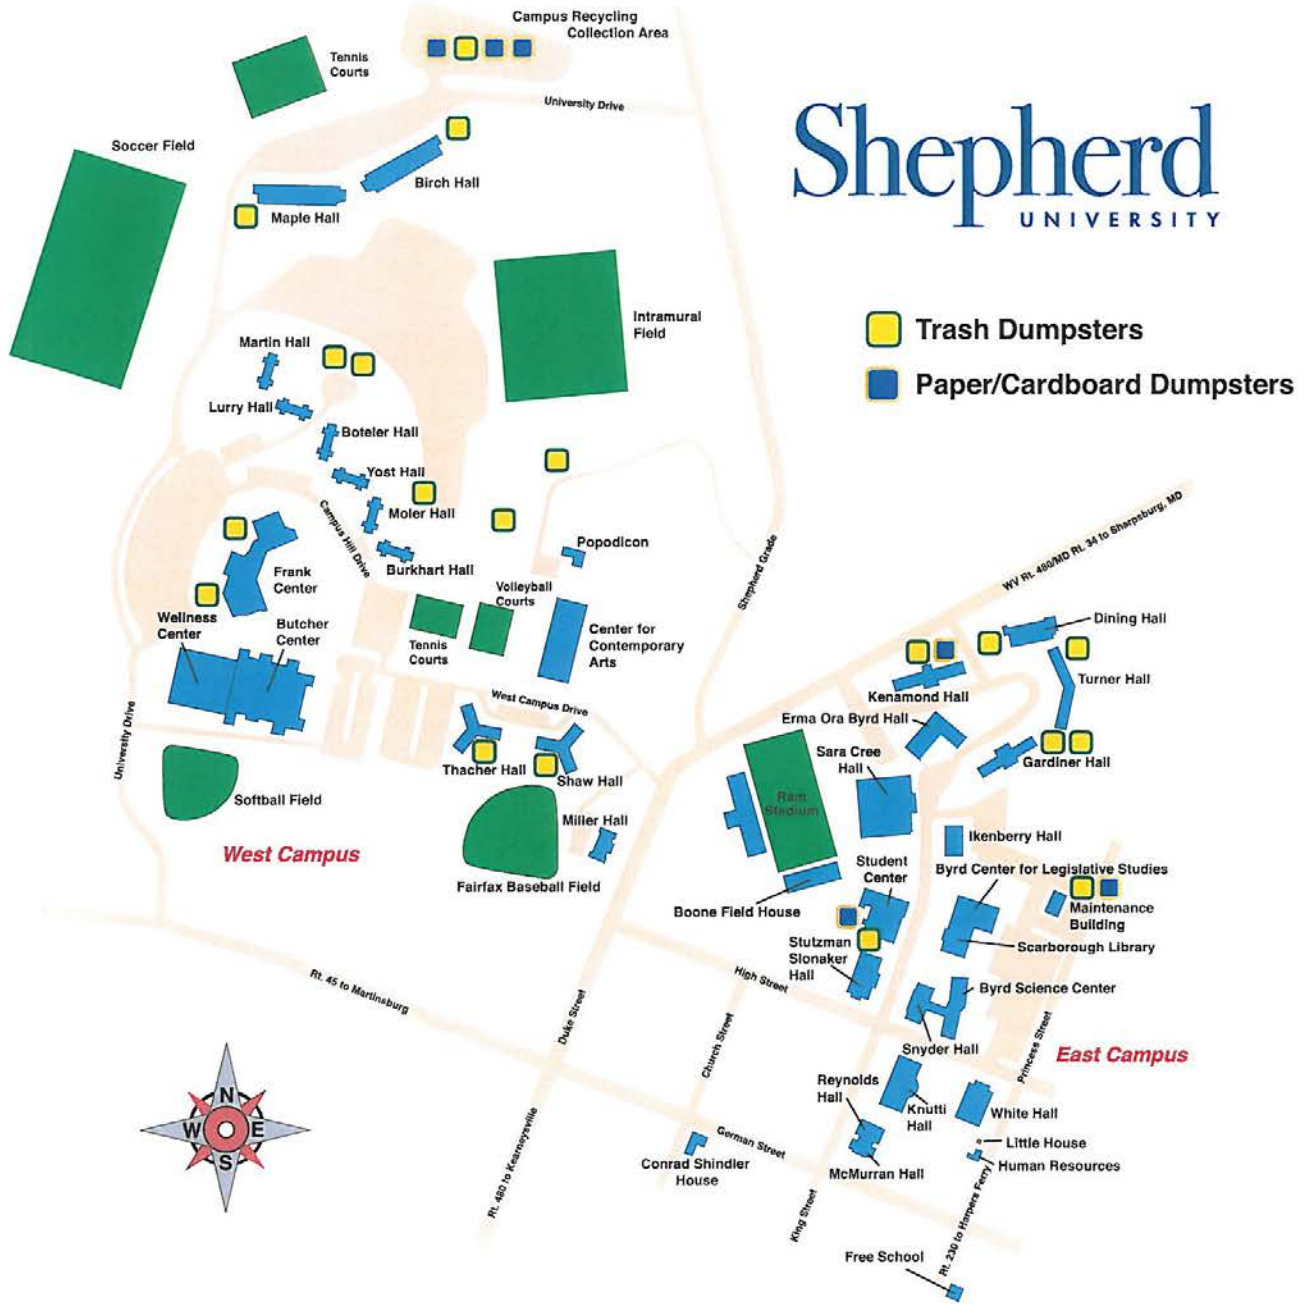 Campus Recycling
Collection Area
Tennis
Courts
University Drive
Shepherd
UNIVERSITY
Soccer Field
Birch Hall
Maple Hall
Intramural
Field
Trash Dumpsters
Paper/Cardboard Dumpsters
Martin Hall
Lurry Hall
Boteler Hall
Yost Hall
Moler Hall
Campus Hill Drive
Burkhart Hall
Popodicon
Shepherd Grade
WV Rt. 480/MD Rt. 34 to Sharpsburg, MD
Frank
Center
Volleyball
Courts
Wellness
Center
Butcher
Center
Tennis
Courts
Center for
Contemporary
Arts
Dining Hall
Turner Hall
Kenamond Hall
West Campus Drive
Erma Ora Byrd Hall
University Drive
Sara Cree
Hall
Gardiner Hall
Thacher Hall
Shaw Hall
Softball Field
Ram
Stadium
Miller Hall
Ikenberry Hall
West Campus
Student
Center
Byrd Center for Legislative Studies
Fairfax Baseball Field
Boone Field House
Maintenance
Building
Stutzman
Slonaker
Hall
Scarborough Library
High Street
Rt. 45 to Martinsburg
Byrd Science Center
Duke Street
Church Street
Snyder Hall
Princess Street
East Campus
N
W
E
S
Reynolds
Hall
Knutti
Hall
White Hall
Little House
Human Resources
German Street
Conrad Shindler
House
McMurran Hall
Rt. 480 to Kearneysville
King Street
Rt. 230 to Harpers Ferry
Free School